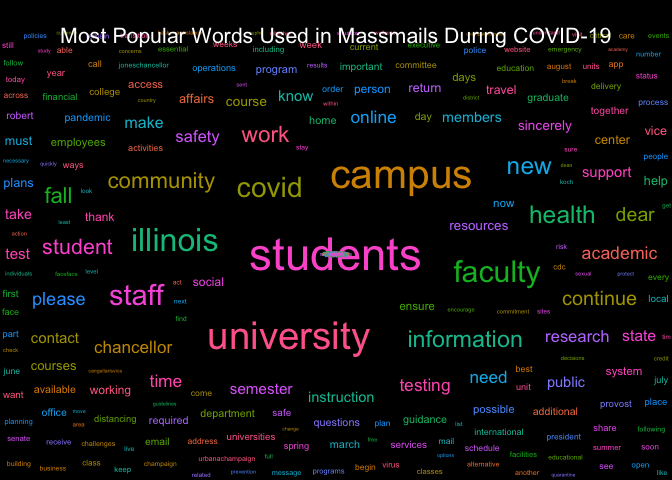 Most Popular Words Used in Massmails During COVID-19
policies care events
still study able concerns essential weeks including week current executive police website emergency academy number
follow call joneschancellor operations program results important committee education august units app status
today year college access sent order person days return travel break delivery
across financial country affairs course know within district graduate together process
robert pandemic make home online day members sincerely vice
must employees activities safety work stay sure center people
necessary quickly ways community covid campus new dean koch support help
plans fall look now get
take least thank illinois resources health dear
action student students risk academic
test individuals faceface level cdc sexual protect every
first please staff act social faculty continue local
face next find ensure encourage commitment sites
part contact chancellor university information research state
check decisions credit
june courses time need best system july
want available working semester testing unit public
office move come instruction possible provost place
planning area distancing guidelines department safe questions plan guidance list additional share following
senate receive challenges required change international president
email address universities spring march free services mail schedule facilities summer soon
live urbanachampaign full options educational
building business class keep champaign related prevention message programs begin virus classes alternative another quarantine see open like